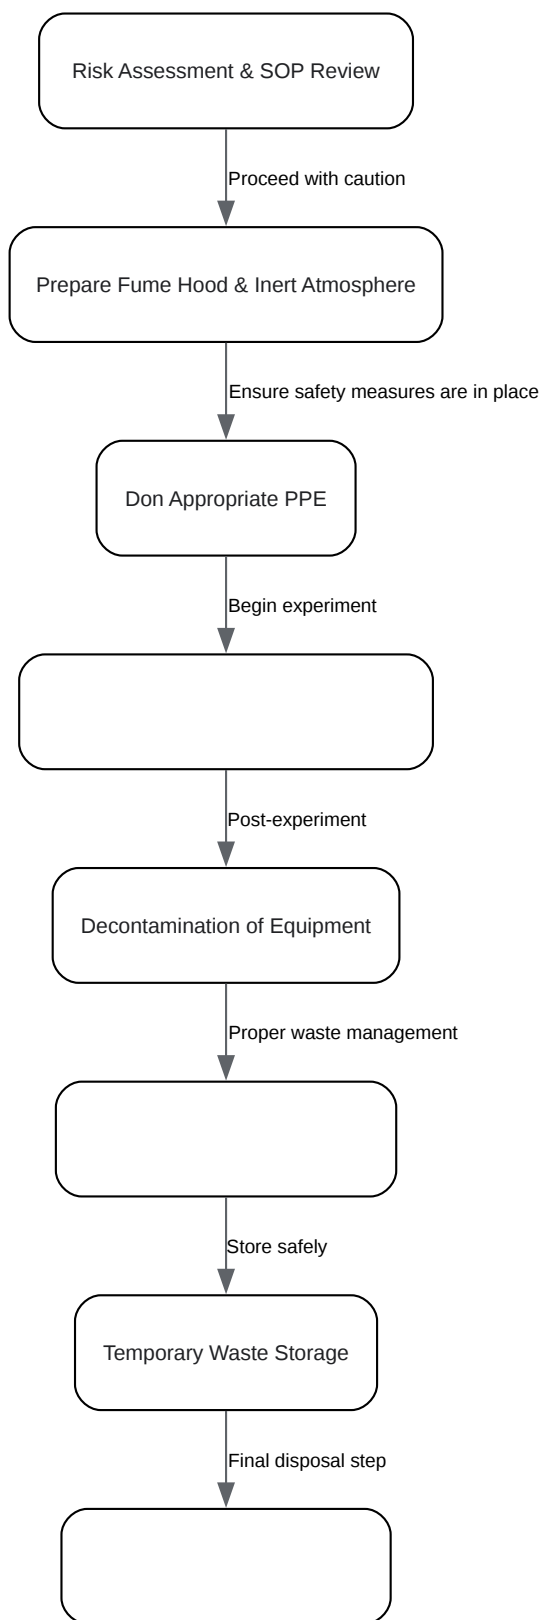 Risk Assessment & SOP Review
Proceed with caution
Prepare Fume Hood & Inert Atmosphere
Ensure safety measures are in place
Don Appropriate PPE
Begin experiment
Post-experiment
Decontamination of Equipment
Proper waste management
Store safely
Temporary Waste Storage
Final disposal step